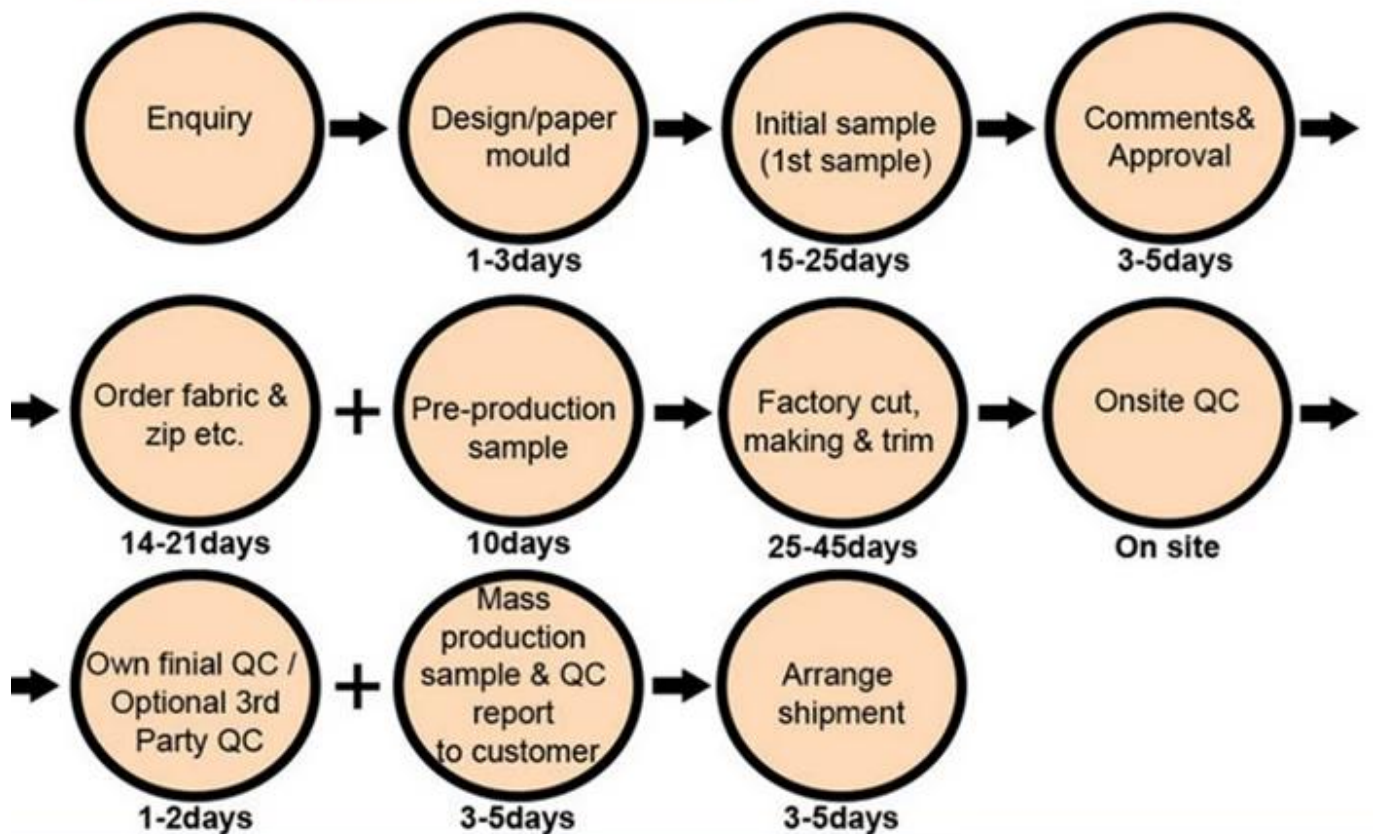 Enquiry
Design/paper
mould
1-3days
Initial sample
(1st sample)
15-25days
Comments&
Approval
3-5days
Order fabric &
zip etc.
14-21days
+
Pre-production
sample
10days
Factory cut,
making & trim
25-45days
Onsite QC
On site
Own finial QC /
Optional 3rd
Party QC
1-2days
+
Mass
production
sample & QC
report
to customer
3-5days
Arrange
shipment
3-5days